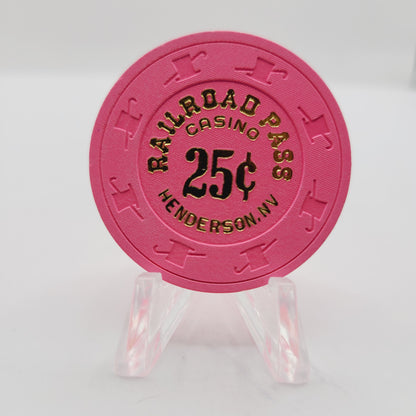 RAILROAD PASS
CASINO
25¢
HENDERSON, NV